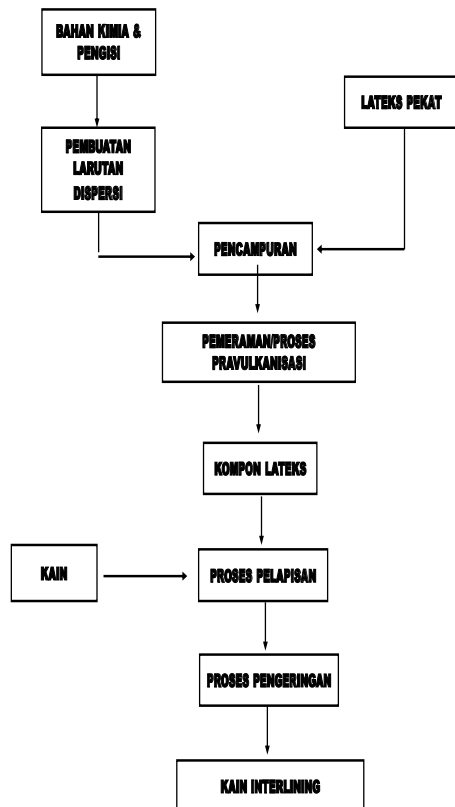 BAHAN KIMIA &
PENGISI
LATEKS PEKAT
PEMBUATAN
LARUTAN
DISPERSI
PENCAMPURAN
PEMERAMAN/PROSES
PRAVULKANISASI
KOMPON LATEKS
KAIN
PROSES PELAPISAN
PROSES PENGERINGAN
KAIN INTERLINING